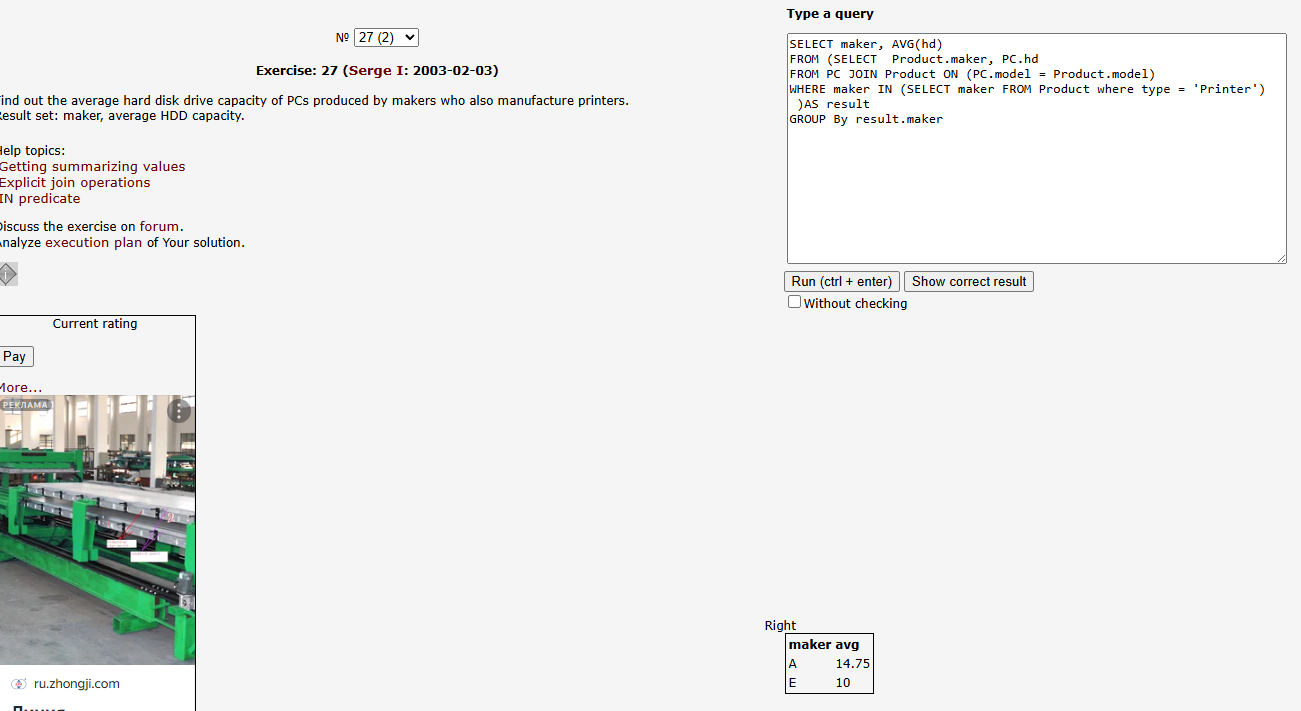 № 27 (2)
Exercise: 27 (Serge I: 2003-02-03)
ind out the average hard disk drive capacity of PCs produced by makers who also manufacture printers.
esult set: maker, average HDD capacity.
elp topics:
Getting summarizing values
Explicit join operations
IN predicate
iscuss the exercise on forum.
nalyze execution plan of Your solution.
Current rating
Pay
More...
РЕКЛАМА
ru.zhongji.com
Линия
Type a query
SELECT maker, AVG(hd)
FROM (SELECT  Product.maker, PC.hd
FROM PC JOIN Product ON (PC.model = Product.model)
WHERE maker IN (SELECT maker FROM Product where type = 'Printer')
 )AS result
GROUP By result.maker
Run (ctrl + enter) Show correct result
Without checking
Right
maker avg
A 14.75
E 10